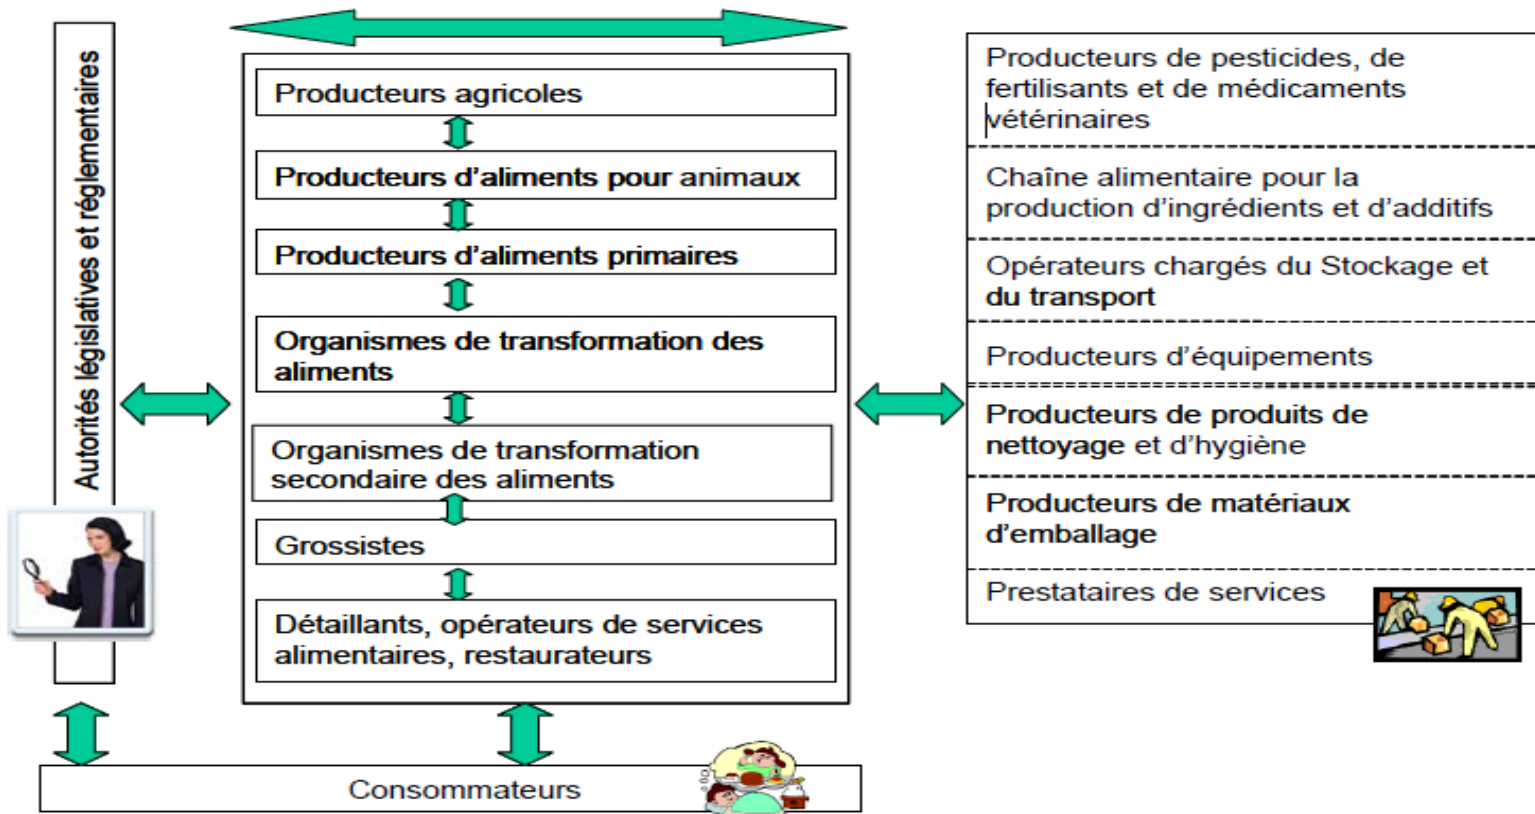 Autorités législatives et réglementaires
Producteurs agricoles
Producteurs d'aliments pour animaux
Producteurs d'aliments primaires
Organismes de transformation des
aliments
Organismes de transformation
secondaire des aliments
Grossistes
Détaillants, opérateurs de services
alimentaires, restaurateurs
Producteurs de pesticides, de
fertilisants et de médicaments
vétérinaires
Chaîne alimentaire pour la
production d'ingrédients et d'additifs
Opérateurs chargés du Stockage et
du transport
Producteurs d'équipements
Producteurs de produits de
nettoyage et d'hygiène
Producteurs de matériaux
d'emballage
Prestataires de services
Consommateurs